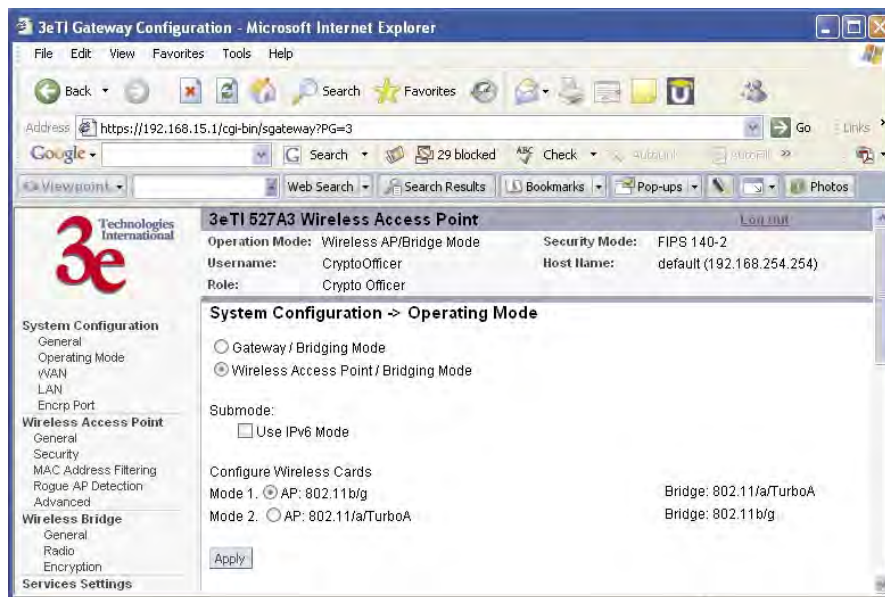 3eTI Gateway Configuration - Microsoft Internet Explorer
File Edit View Favorites Tools Help
Back Search Favorites
Address https://192.168.15.1/cgi-bin/sgateway?PG=3 Go Links
Google Search 29 blocked ABC Check AutoLink AutoFill
Viewpoint Web Search Search Results Bookmarks Pop-ups Photos
3e Technologies International
3eTI 527A3 Wireless Access Point Log out
Operation Mode: Wireless AP/Bridge Mode Security Mode: FIPS 140-2
Username: CryptoOfficer Host Name: default (192.168.254.254)
Role: Crypto Officer
System Configuration
General
Operating Mode
WAN
LAN
Encrp Port
Wireless Access Point
General
Security
MAC Address Filtering
Rogue AP Detection
Advanced
Wireless Bridge
General
Radio
Encryption
Services Settings
System Configuration -> Operating Mode
Gateway / Bridging Mode
Wireless Access Point / Bridging Mode
Submode:
Use IPv6 Mode
Configure Wireless Cards
Mode 1. AP: 802.11b/g Bridge: 802.11/a/TurboA
Mode 2. AP: 802.11/a/TurboA Bridge: 802.11b/g
Apply